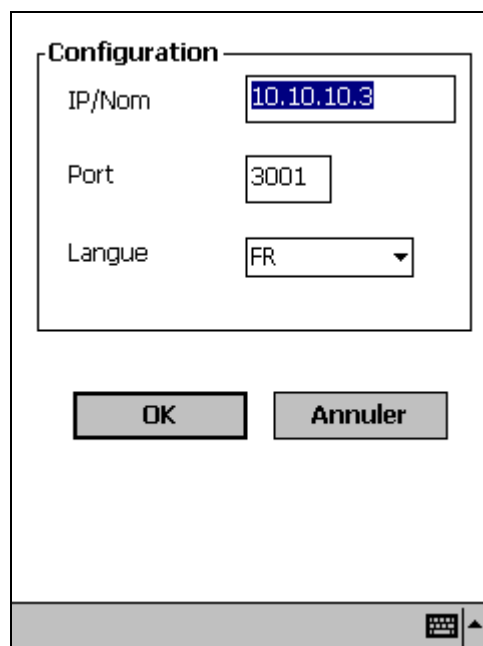 Configuration
IP/Nom 10.10.10.3
Port 3001
Langue FR
OK Annuler